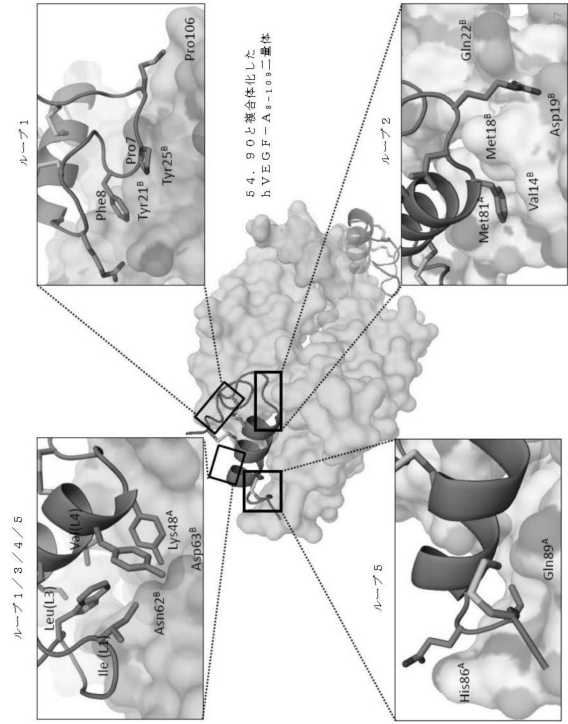 ループ1／3／4／5
Leu(L3)
Val(L4)
Ile (L1)
Lys48A
Asn62B
Asp63B
ループ1
Phe8
Pro7
Pro106
Tyr21B
Tyr25B
54．90と複合体化した
hVEGF－A8－109二量体
ループ5
His86A
Gln89A
ループ2
Gln22B
Met18B
Met81A
Asp19B
Val14B